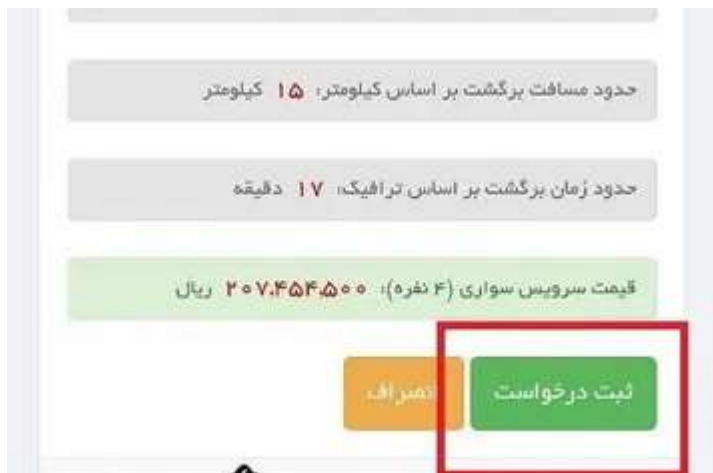 حدود مسافت برگشت بر اساس کیلومتر: ۱۵ کیلومتر
حدود زمان برگشت بر اساس ترافیک: ۱۷ دقیقه
قیمت سرویس سواری (۴ نفره): ۲۰۷,۴۵۴,۵۰۰ ریال
ثبت درخواست انصراف